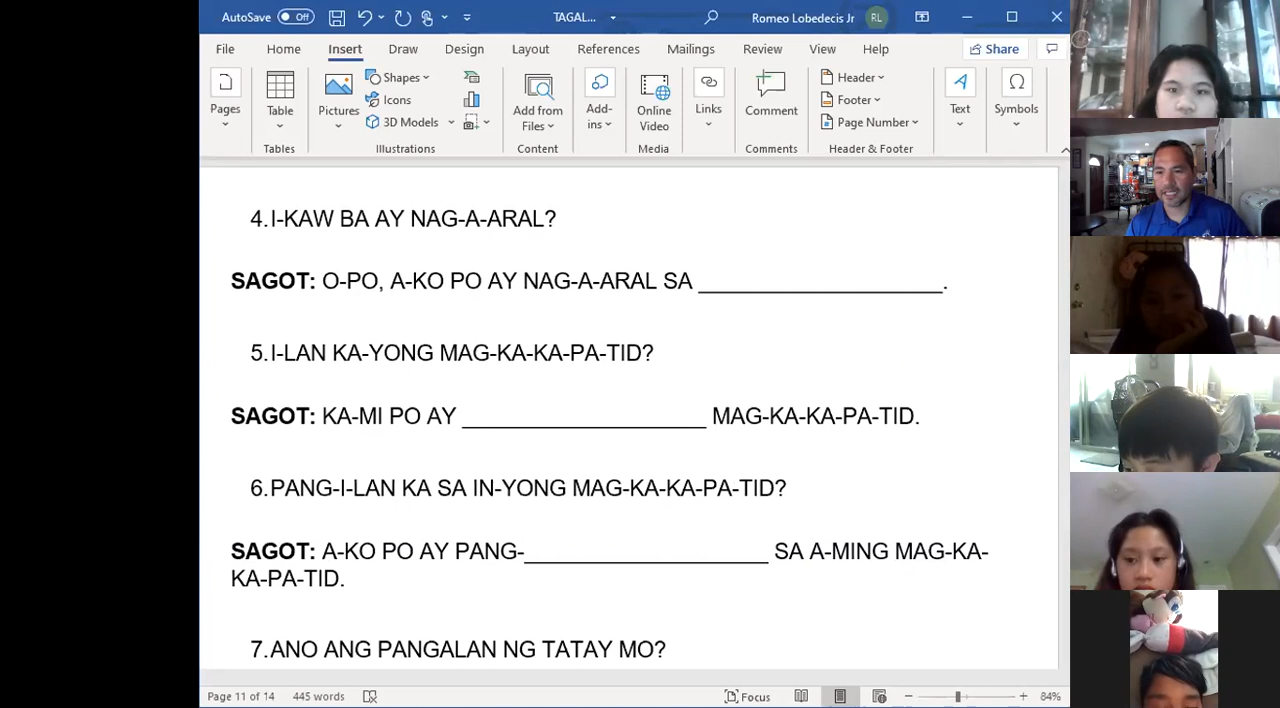 AutoSave Off TAGAL... Romeo Lobedecis Jr RL
File Home Insert Draw Design Layout References Mailings Review View Help Share
Pages Table Pictures Shapes Icons 3D Models Add from Files Add-ins Online Video Links Comment Header Footer Page Number Text Symbols
Tables Illustrations Content Media Comments Header & Footer
4. I-KAW BA AY NAG-A-ARAL?
SAGOT: O-PO, A-KO PO AY NAG-A-ARAL SA ____________________.
5. I-LAN KA-YONG MAG-KA-KA-PA-TID?
SAGOT: KA-MI PO AY ____________________ MAG-KA-KA-PA-TID.
6. PANG-I-LAN KA SA IN-YONG MAG-KA-KA-PA-TID?
SAGOT: A-KO PO AY PANG-____________________ SA A-MING MAG-KA-
KA-PA-TID.
7. ANO ANG PANGALAN NG TATAY MO?
Page 11 of 14 445 words Focus 84%